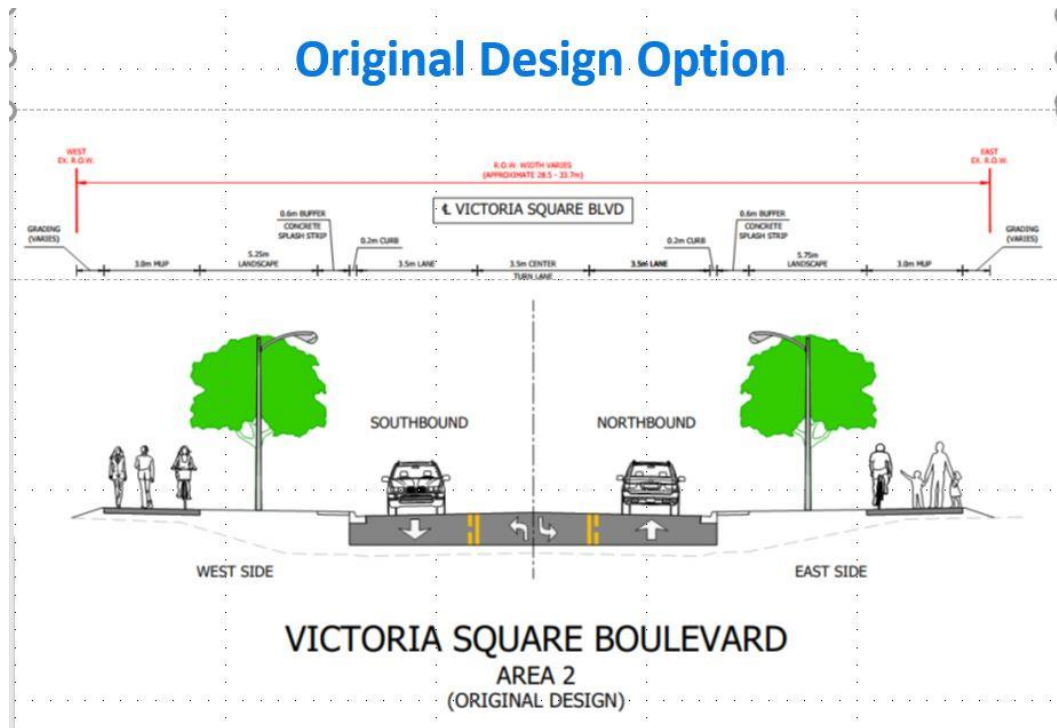 Original Design Option
WEST
EX. R.O.W.
EAST
EX. R.O.W.
R.O.W. WIDTH VARIES
(APPROXIMATE 28.5 - 33.7m)
℄ VICTORIA SQUARE BLVD
GRADING
(VARIES)
3.0m MUP
5.25m
LANDSCAPE
0.6m BUFFER
CONCRETE
SPLASH STRIP
0.2m CURB
3.5m LANE
3.5m CENTER
TURN LANE
3.5m LANE
0.2m CURB
0.6m BUFFER
CONCRETE
SPLASH STRIP
5.75m
LANDSCAPE
3.0m MUP
GRADING
(VARIES)
SOUTHBOUND
NORTHBOUND
WEST SIDE
EAST SIDE
VICTORIA SQUARE BOULEVARD
AREA 2
(ORIGINAL DESIGN)